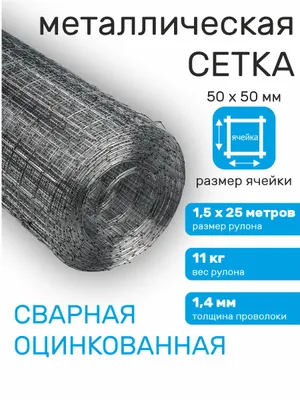 металлическая
СЕТКА
50 х 50 мм
ячейка
размер ячейки
1,5 х 25 метров
размер рулона
11 кг
вес рулона
1,4 мм
толщина проволоки
СВАРНАЯ
ОЦИНКОВАННАЯ